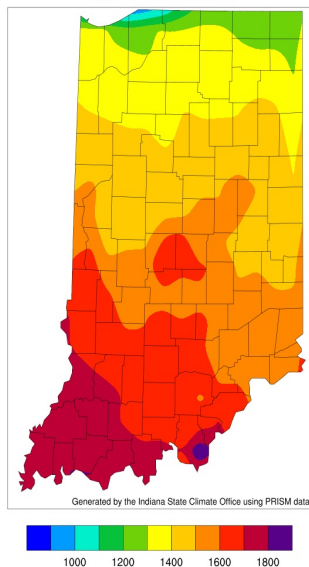 Generated by the Indiana State Climate Office using PRISM data
1000 1200 1400 1600 1800